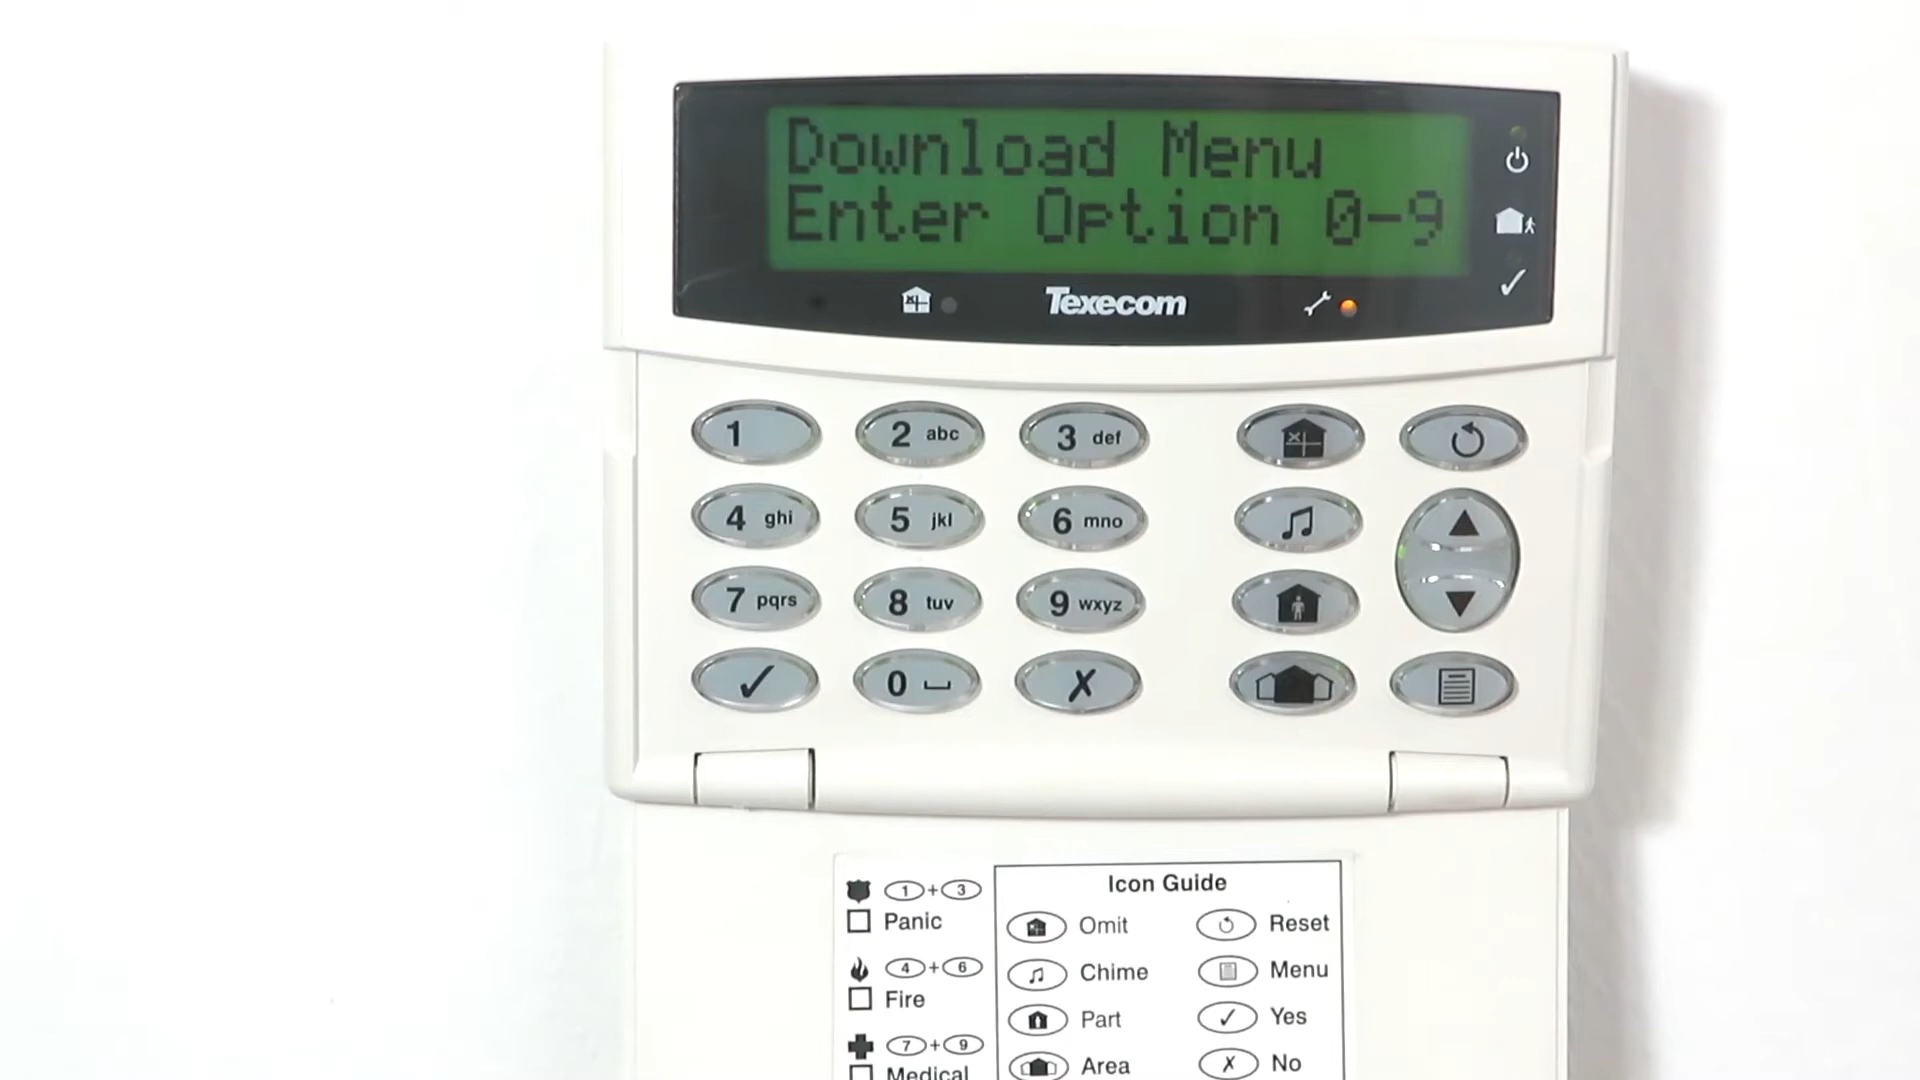 Download Menu
Enter Option 0-9
Texecom
1
2 abc
3 def
4 ghi
5 jkl
6 mno
7 pqrs
8 tuv
9 wxyz
0
1 + 3
Panic
4 + 6
Fire
7 + 9
Medical
Icon Guide
Omit
Reset
Chime
Menu
Part
Yes
Area
No